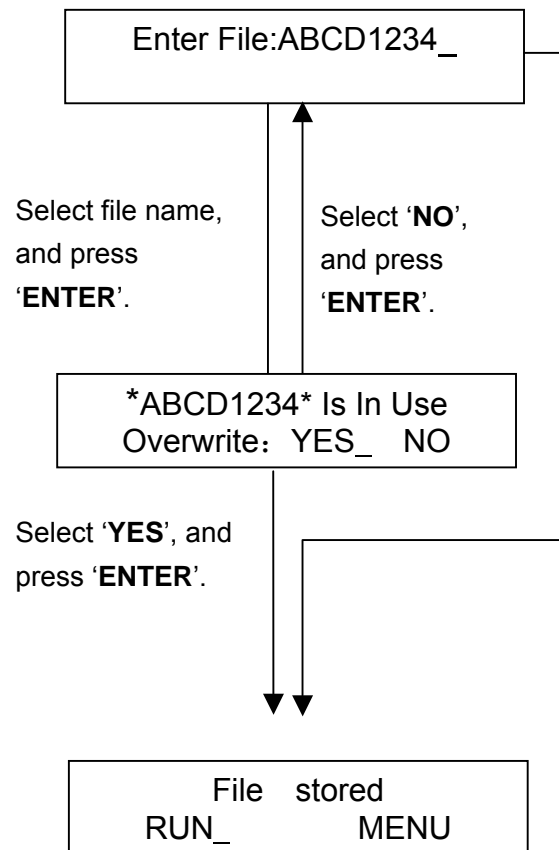 Enter File:ABCD1234_
Select file name,
and press
‘ENTER’.
Select ‘NO’,
and press
‘ENTER’.
*ABCD1234* Is In Use
Overwrite：YES_ NO
Select ‘YES’, and
press ‘ENTER’.
File stored
RUN_ MENU